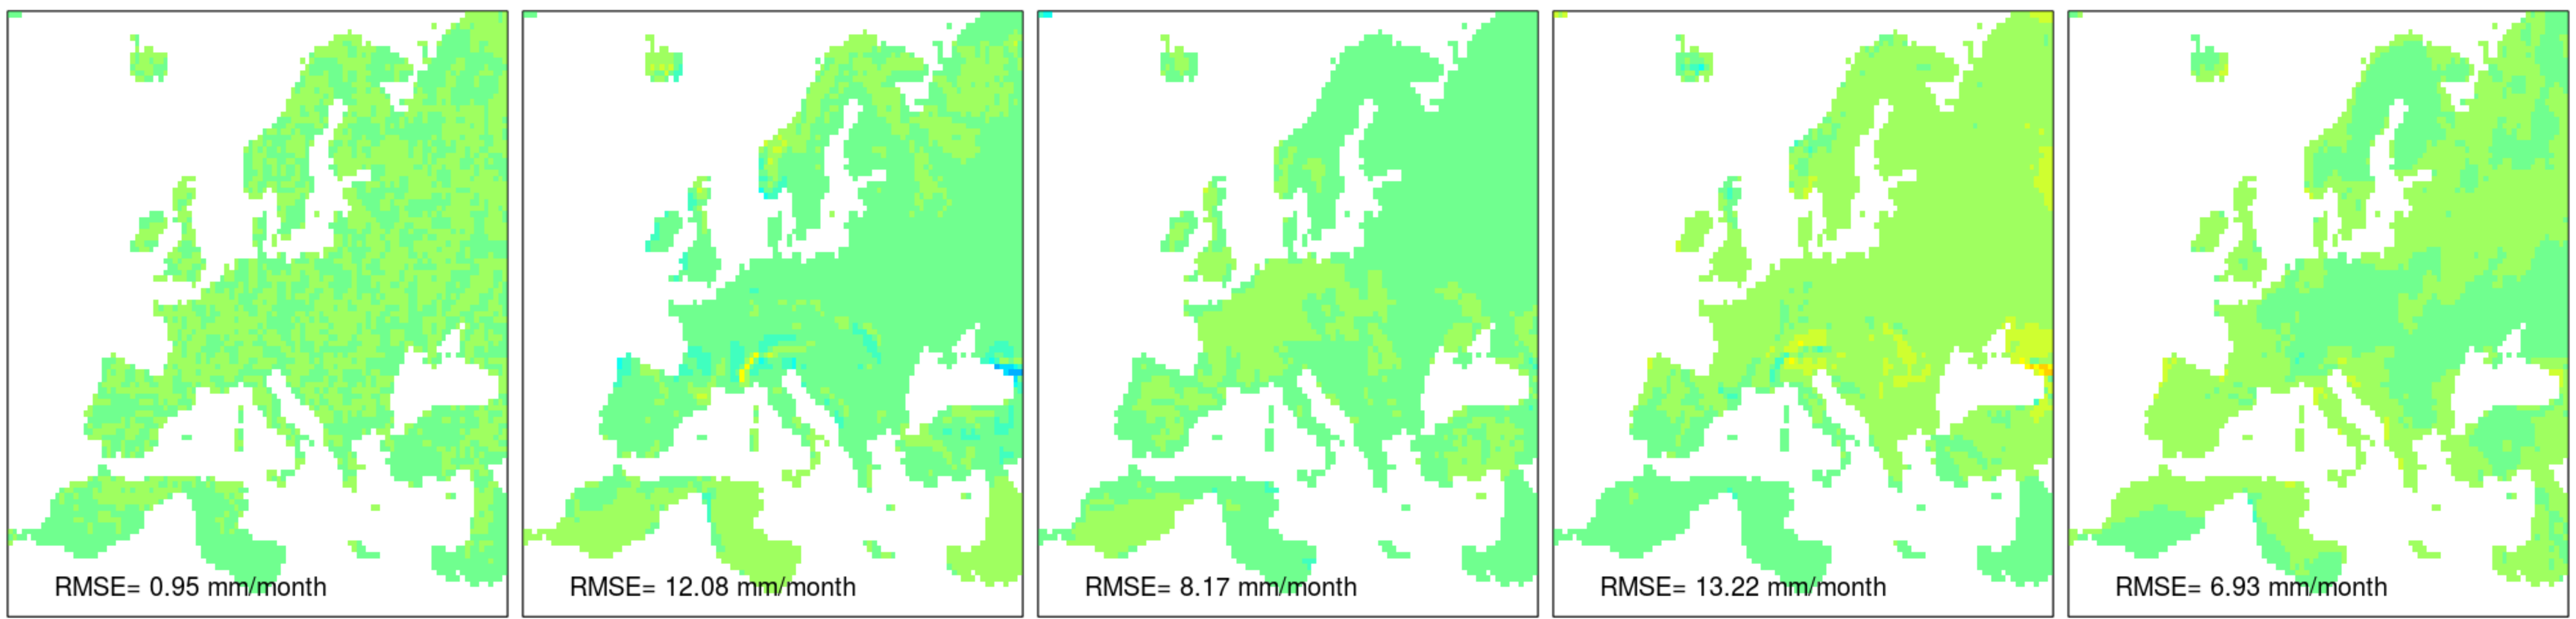 RMSE= 0.95 mm/month
RMSE= 12.08 mm/month
RMSE= 8.17 mm/month
RMSE= 13.22 mm/month
RMSE= 6.93 mm/month